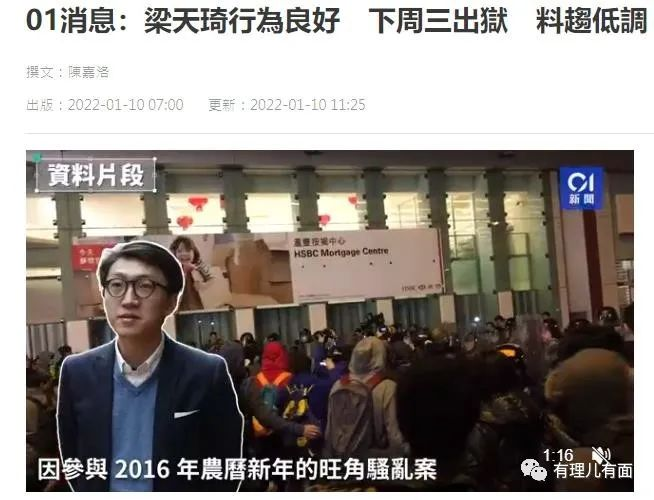 01消息：梁天琦行為良好　下周三出獄　料趨低調
撰文：陳嘉洛
出版：2022-01-10 07:00　更新：2022-01-10 11:25
資料片段
01
新聞
滙豐按揭中心
HSBC Mortgage Centre
今天
HSBC
因參與 2016 年農曆新年的旺角騷亂案
1:16
有理儿有面